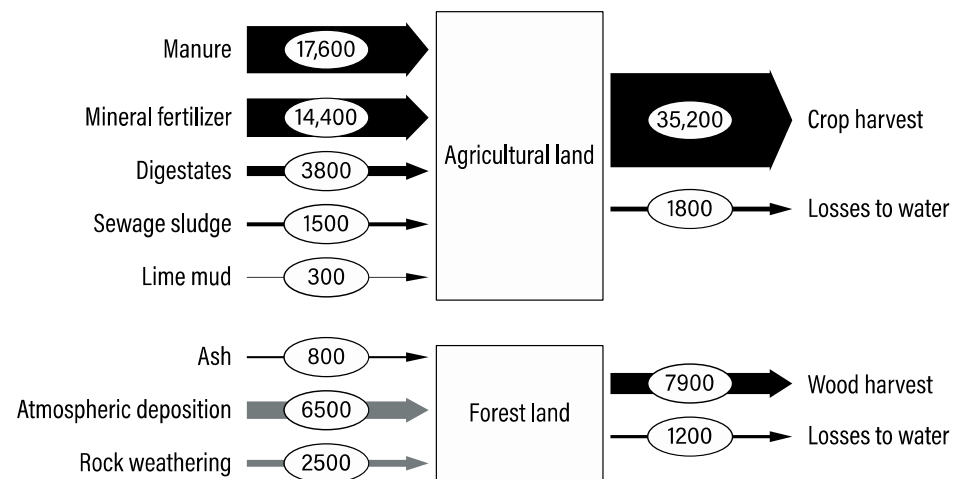 Manure
17,600
Mineral fertilizer
14,400
Digestates
3800
Sewage sludge
1500
Lime mud
300
Agricultural land
35,200
Crop harvest
1800
Losses to water
Ash
800
Atmospheric deposition
6500
Rock weathering
2500
Forest land
7900
Wood harvest
1200
Losses to water